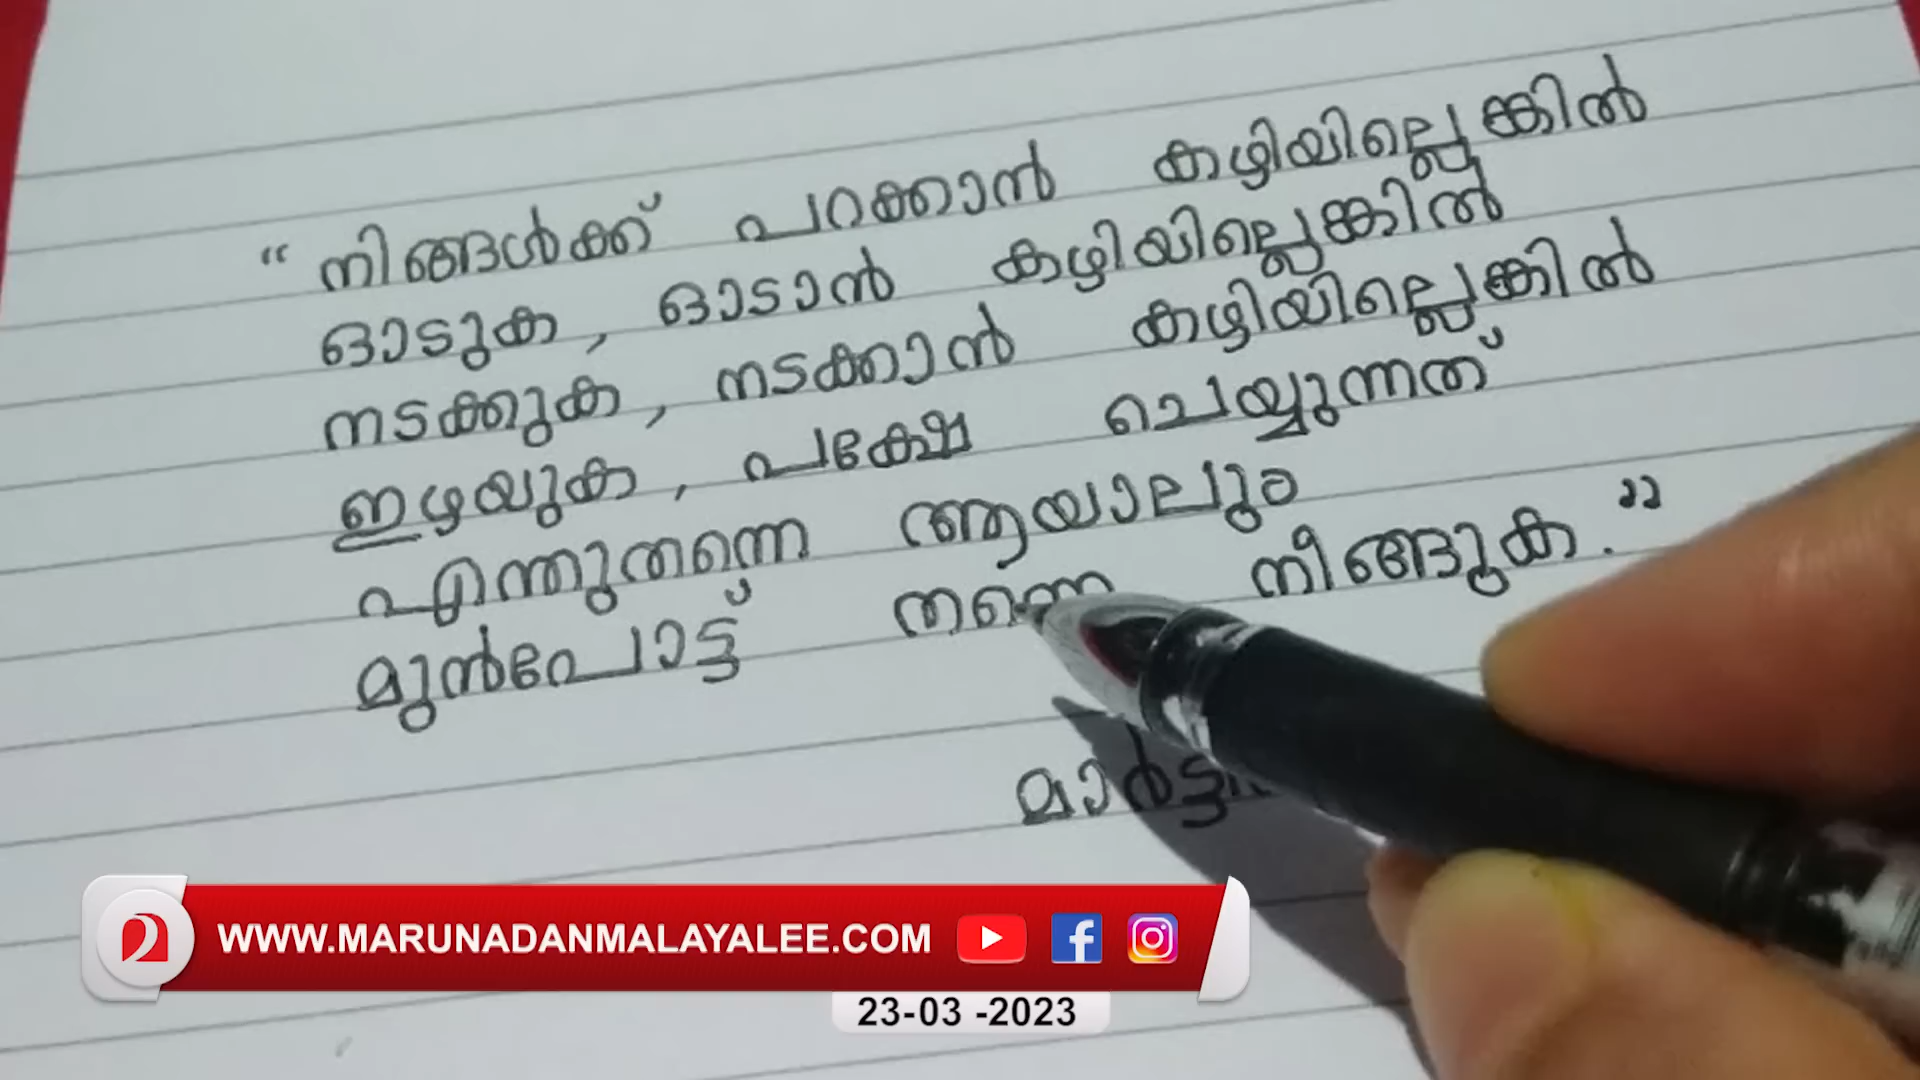 “ നിങ്ങൾക്ക് പറക്കാൻ കഴിയില്ലെങ്കിൽ
ഓടുക , ഓടാൻ കഴിയില്ലെങ്കിൽ
നടക്കുക , നടക്കാൻ കഴിയില്ലെങ്കിൽ
ഇഴയുക , പക്ഷേ ചെയ്യുന്നത്
എന്തുതന്നെ ആയാലും
മുൻപോട്ട് തന്നെ നീങ്ങുക . ”
WWW.MARUNADANMALAYALEE.COM
23-03 -2023